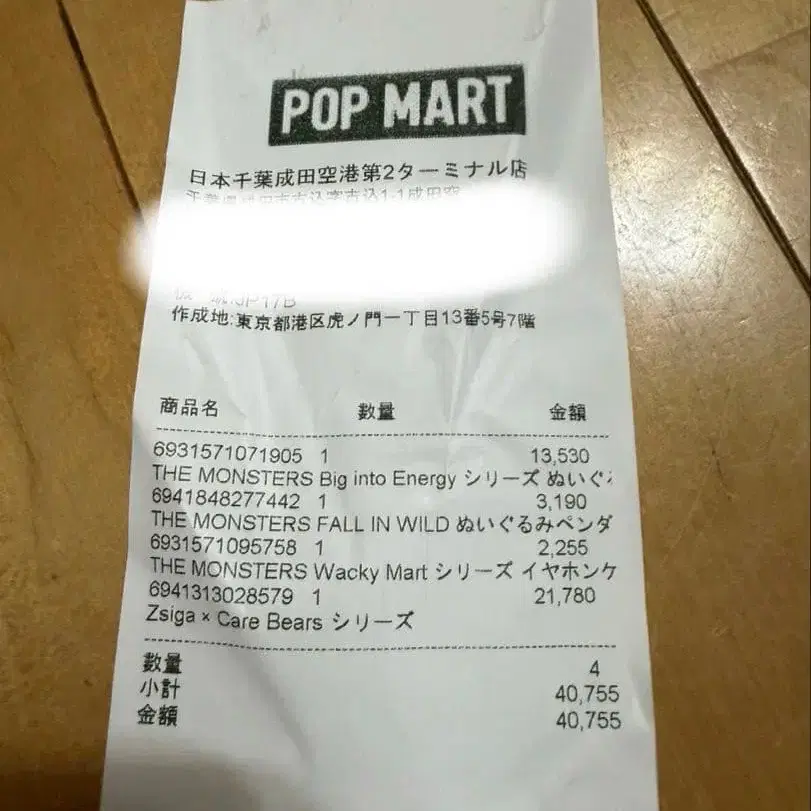 POP MART
日本千葉成田空港第2ターミナル店
作成地:東京都港区虎ノ門一丁目13番5号7階
商品名 数量 金額
6931571071905 1 13,530
THE MONSTERS Big into Energy シリーズ ぬいぐ
6941848277442 1 3,190
THE MONSTERS FALL IN WILD ぬいぐるみペンダ
6931571095758 1 2,255
THE MONSTERS Wacky Mart シリーズ イヤホンケ
6941313028579 1 21,780
Zsiga × Care Bears シリーズ
数量 4
小計 40,755
金額 40,755